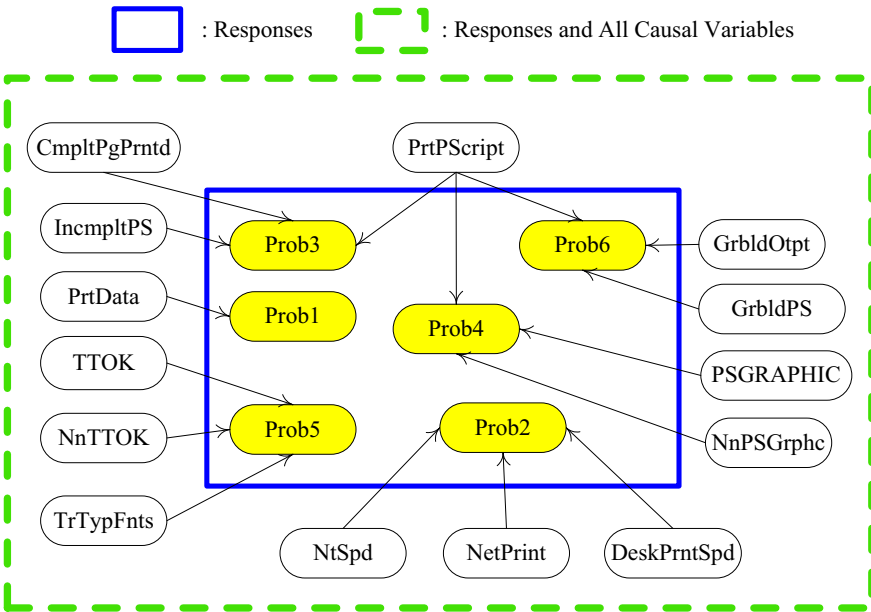 : Responses
: Responses and All Causal Variables
CmpltPgPrntd
PrtPScript
IncmpltPS
Prob3
Prob6
GrbldOtpt
PrtData
Prob1
Prob4
GrbldPS
TTOK
PSGRAPHIC
NnTTOK
Prob5
Prob2
NnPSGrphc
TrTypFnts
NtSpd
NetPrint
DeskPrntSpd